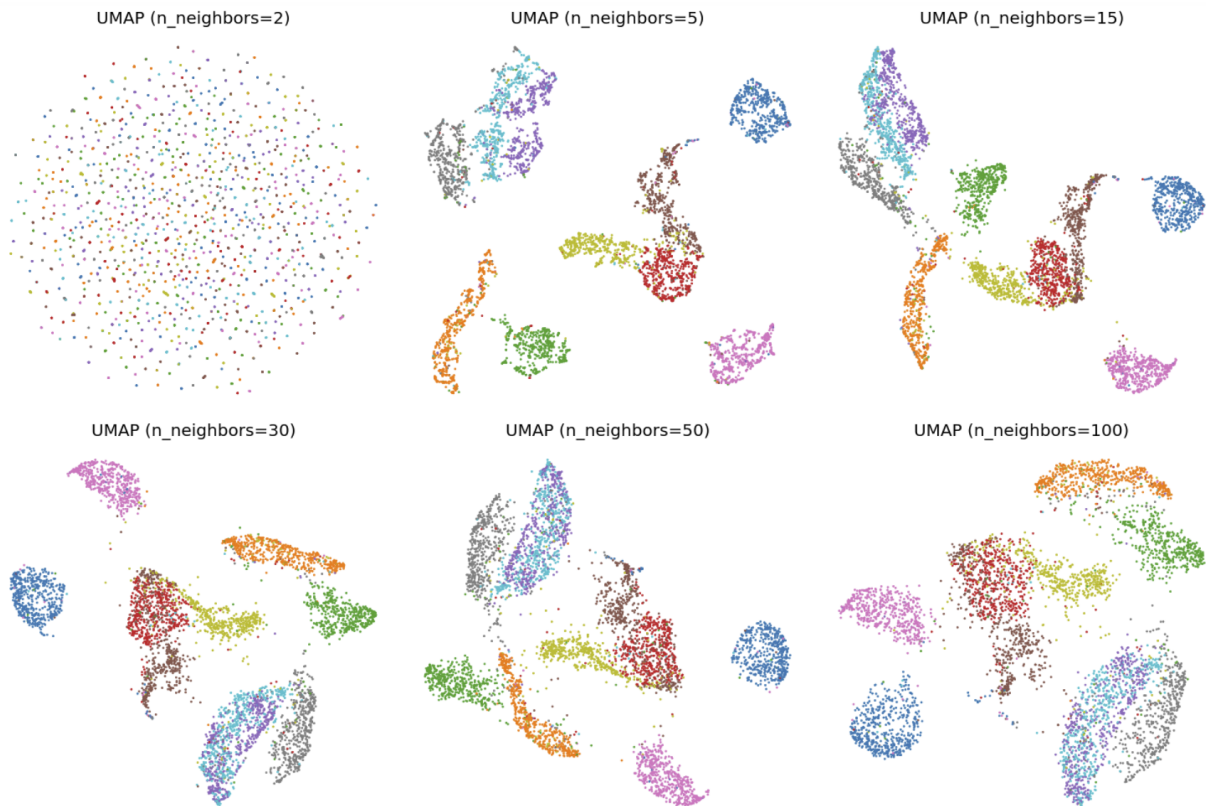 UMAP (n_neighbors=2)
UMAP (n_neighbors=5)
UMAP (n_neighbors=15)
UMAP (n_neighbors=30)
UMAP (n_neighbors=50)
UMAP (n_neighbors=100)